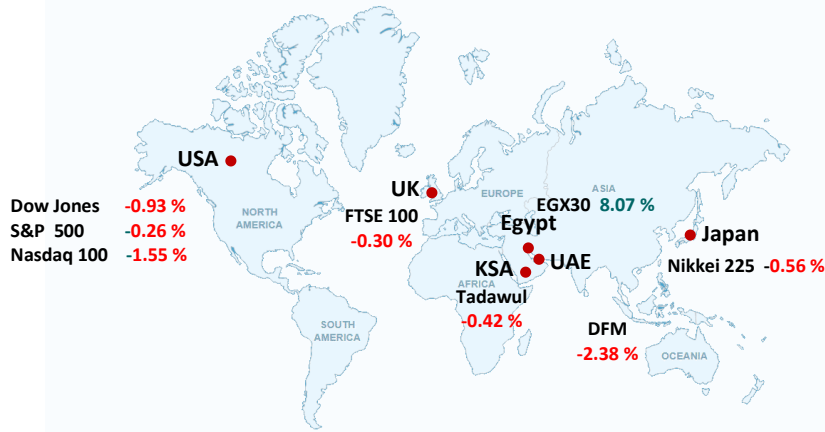 USA
Dow Jones -0.93 %
S&P 500 -0.26 %
Nasdaq 100 -1.55 %
NORTH
AMERICA
SOUTH
AMERICA
UK
FTSE 100
-0.30 %
EUROPE
ASIA
EGX30 8.07 %
Egypt
KSA
UAE
AFRICA
Tadawul
-0.42 %
Japan
Nikkei 225 -0.56 %
DFM
-2.38 %
OCEANIA